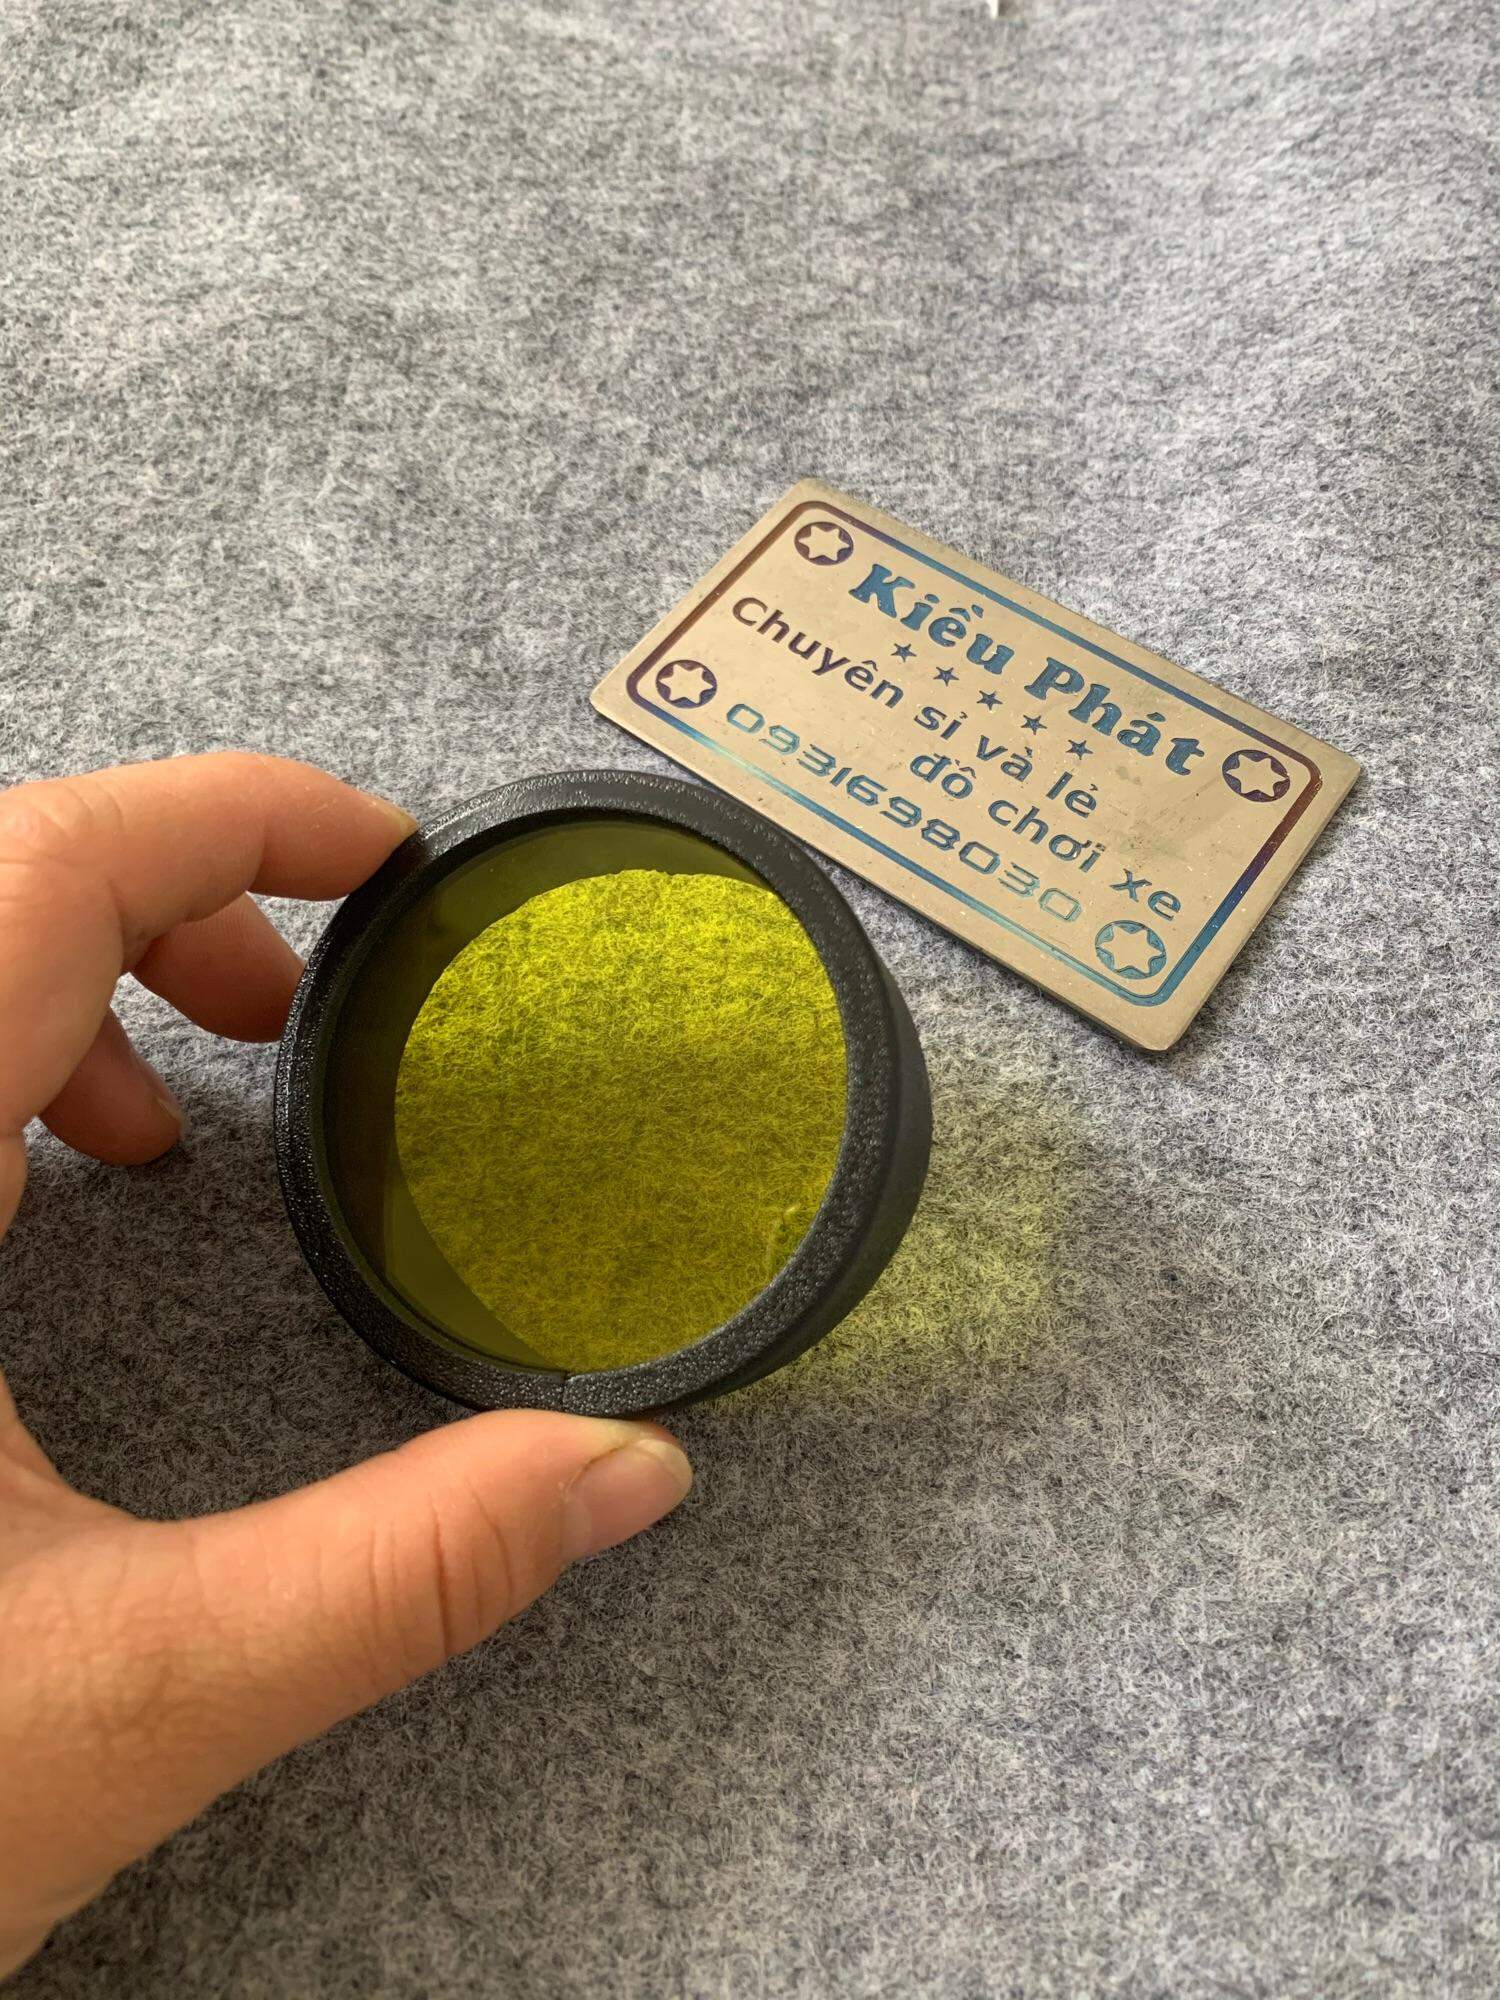 Kiều Phát
Chuyên sỉ và lẻ
đồ chơi xe
0931698030